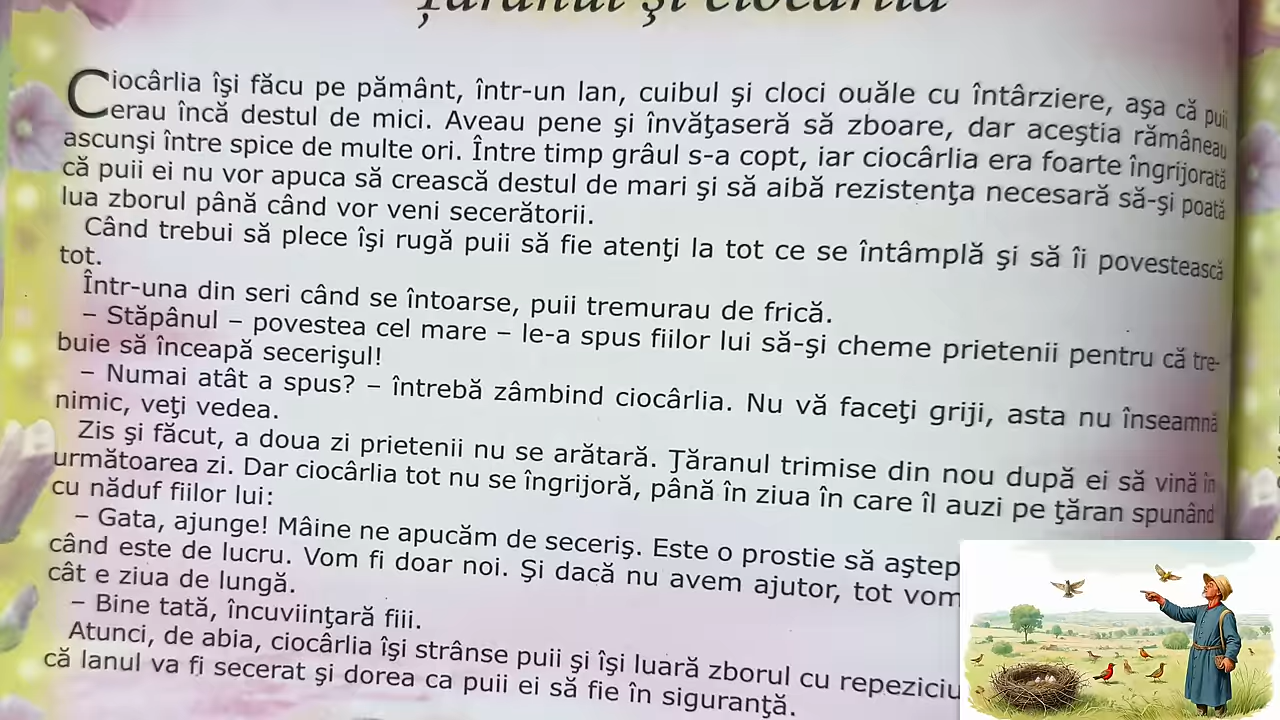 Ţăranul şi ciocârlia
Ciocârlia îşi făcu pe pământ, într-un lan, cuibul şi cloci ouăle cu întârziere, aşa că puii
erau încă destul de mici. Aveau pene şi învăţaseră să zboare, dar aceştia rămâneau
ascunşi între spice de multe ori. Între timp grâul s-a copt, iar ciocârlia era foarte îngrijorată
că puii ei nu vor apuca să crească destul de mari şi să aibă rezistenţa necesară să-şi poată
lua zborul până când vor veni secerătorii.
Când trebui să plece îşi rugă puii să fie atenţi la tot ce se întâmplă şi să îi povestească
tot.
Într-una din seri când se întoarse, puii tremurau de frică.
– Stăpânul – povestea cel mare – le-a spus fiilor lui să-şi cheme prietenii pentru că tre-
buie să înceapă secerişul!
– Numai atât a spus? – întrebă zâmbind ciocârlia. Nu vă faceţi griji, asta nu înseamnă
nimic, veţi vedea.
Zis şi făcut, a doua zi prietenii nu se arătară. Ţăranul trimise din nou după ei să vină în
următoarea zi. Dar ciocârlia tot nu se îngrijoră, până în ziua în care îl auzi pe ţăran spunând
cu năduf fiilor lui:
– Gata, ajunge! Mâine ne apucăm de seceriş. Este o prostie să aştep
când este de lucru. Vom fi doar noi. Şi dacă nu avem ajutor, tot vom
cât e ziua de lungă.
– Bine tată, încuviinţară fiii.
Atunci, de abia, ciocârlia îşi strânse puii şi îşi luară zborul cu repeziciu
că lanul va fi secerat şi dorea ca puii ei să fie în siguranţă.